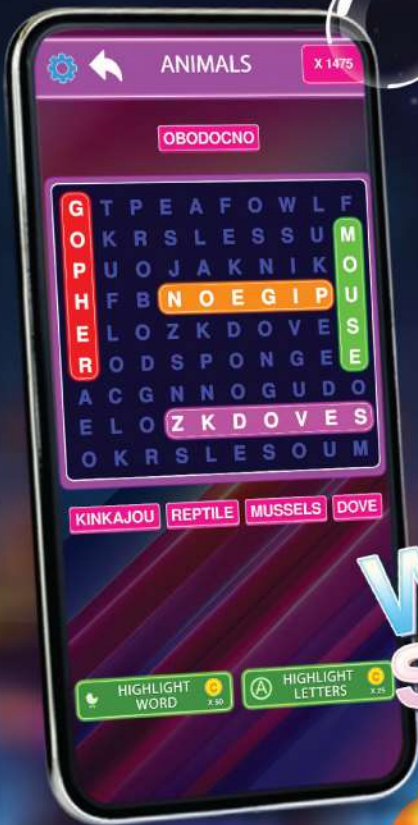 ANIMALS
X 1475
OBODOCNO
G T P E A F O W L F
O K R S L E S S U M
P U O J A K N I K O
H F B N O E G I P U
E L O Z K D O V E S
R O D S P O N G E E
A C G N N O G U D O
E L O Z K D O V E S
O K R S L E S O U M
KINKAJOU REPTILE MUSSELS DOVE
HIGHLIGHT WORD C X 50
A HIGHLIGHT LETTERS C X 25